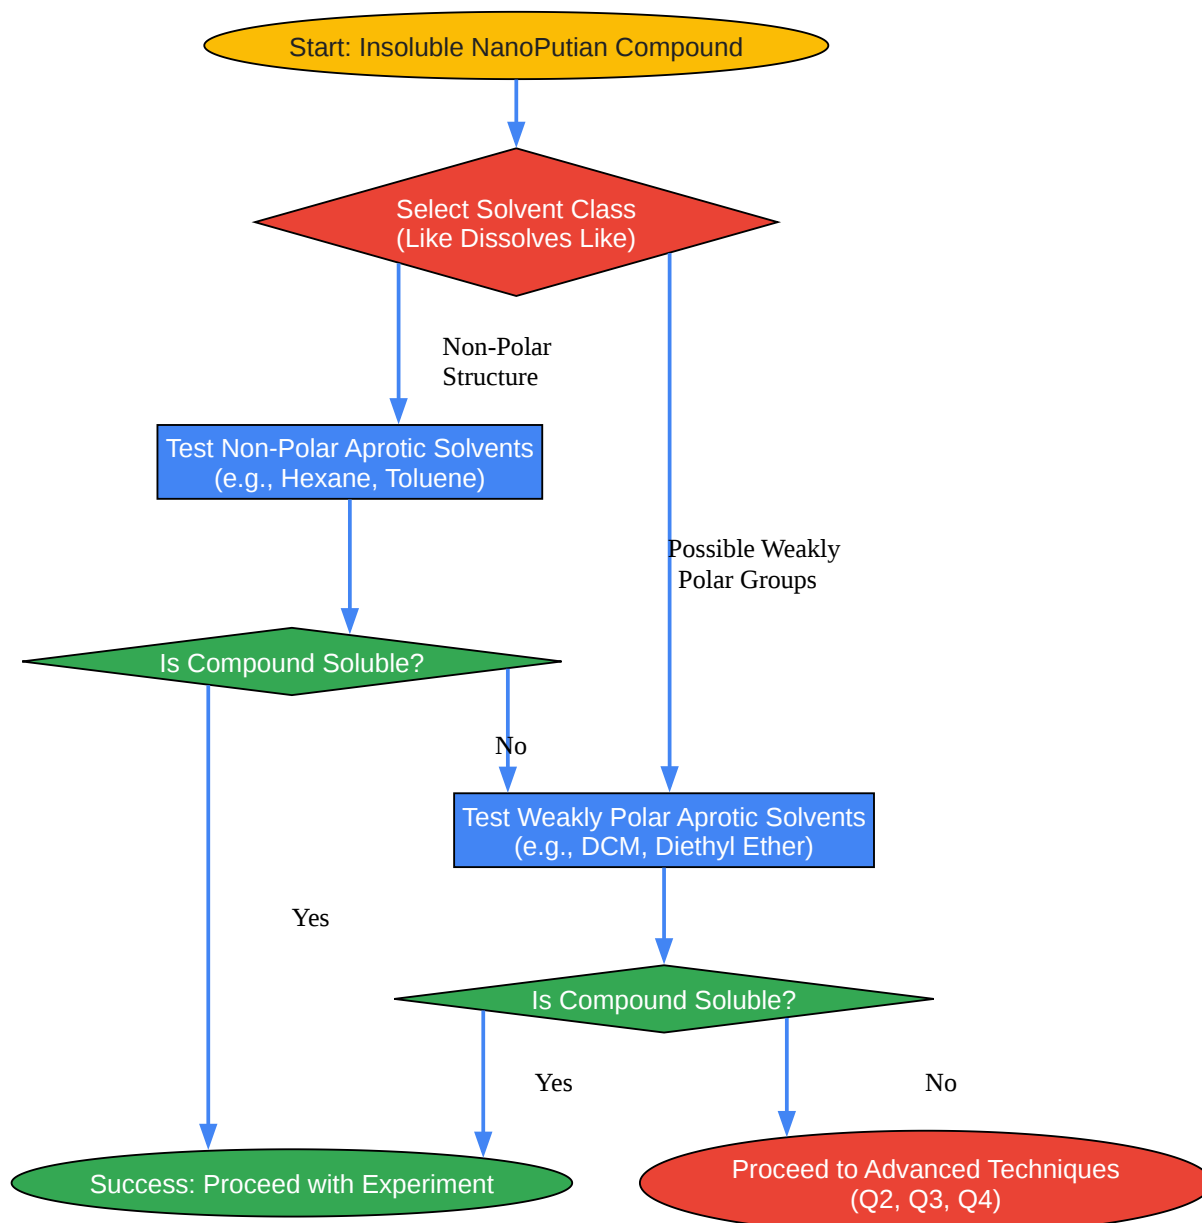 Start: Insoluble NanoPutian Compound
Select Solvent Class
(Like Dissolves Like)
Non-Polar
Structure
Test Non-Polar Aprotic Solvents
(e.g., Hexane, Toluene)
Possible Weakly
Polar Groups
Is Compound Soluble?
No
Test Weakly Polar Aprotic Solvents
(e.g., DCM, Diethyl Ether)
Yes
Is Compound Soluble?
Yes
No
Success: Proceed with Experiment
Proceed to Advanced Techniques
(Q2, Q3, Q4)